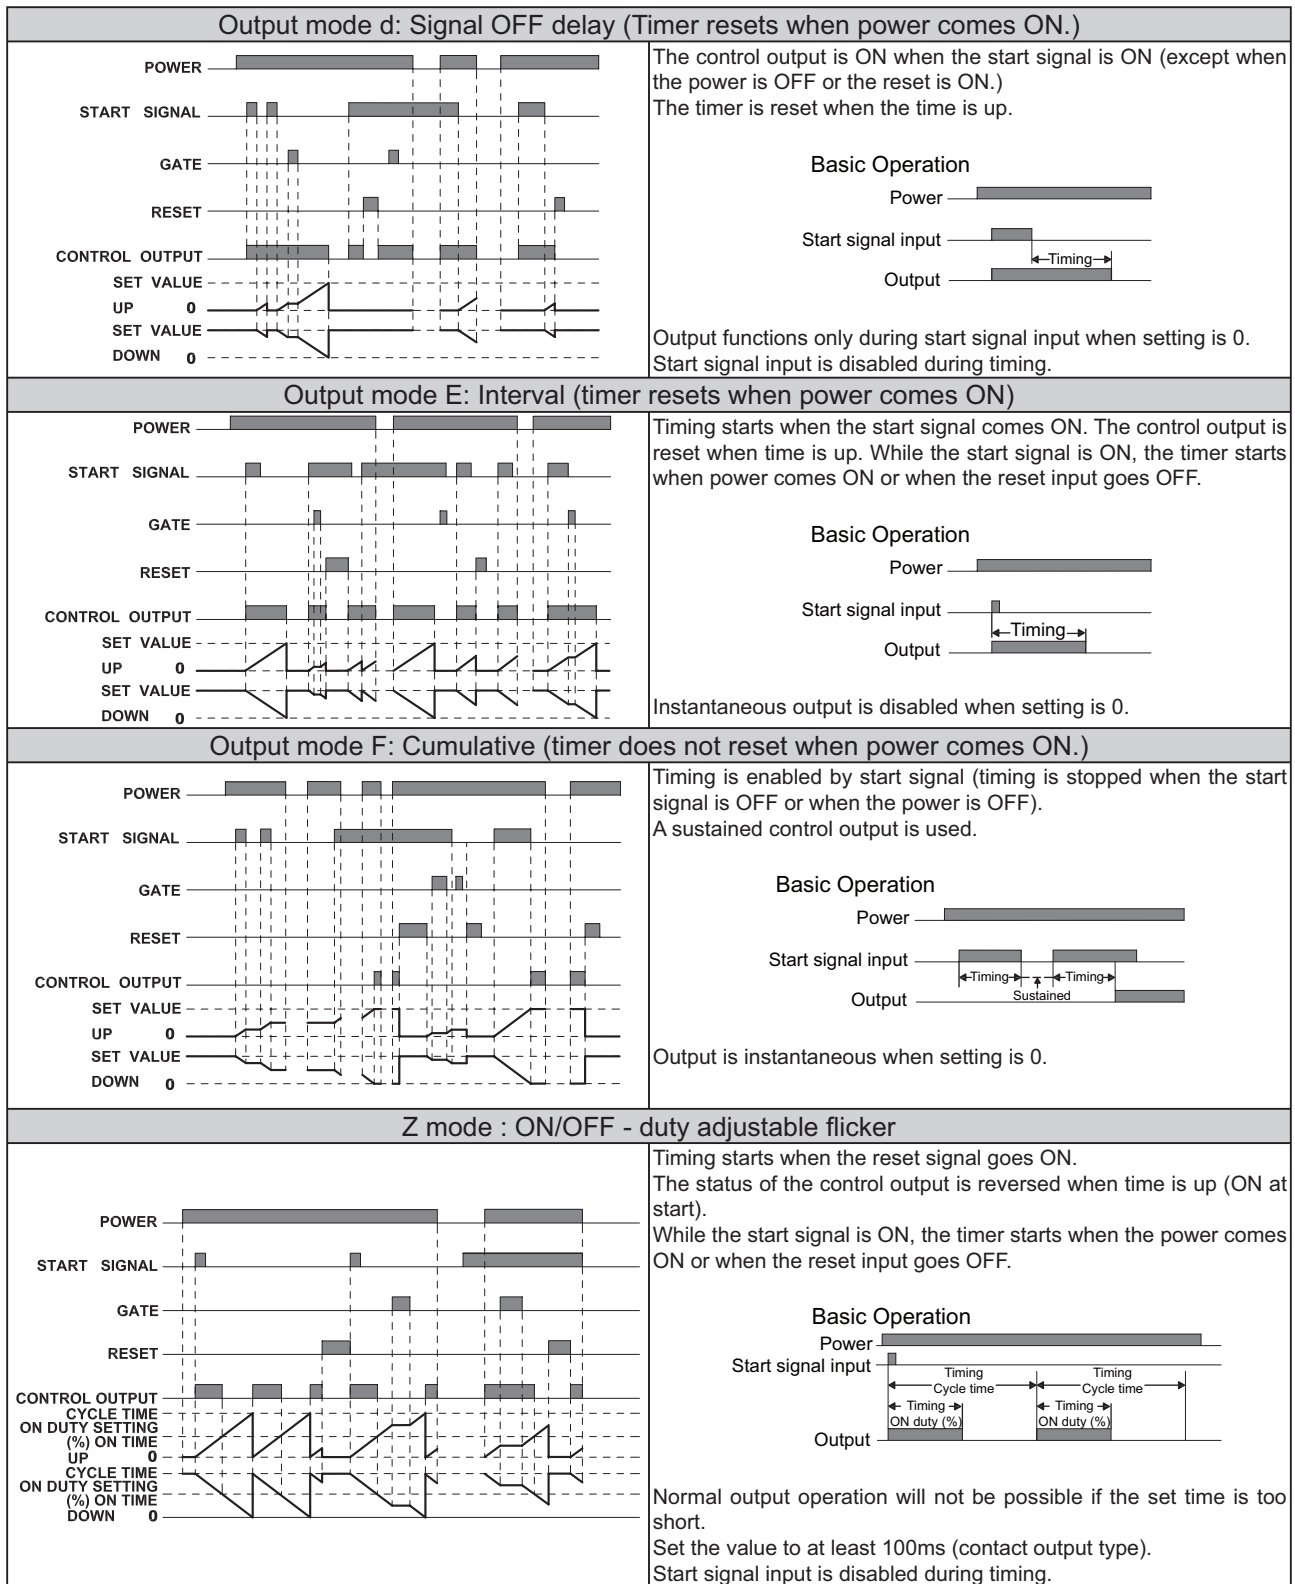 Output mode d: Signal OFF delay (Timer resets when power comes ON.)
POWER
START SIGNAL
GATE
RESET
CONTROL OUTPUT
SET VALUE
UP 0
SET VALUE
DOWN 0
The control output is ON when the start signal is ON (except when
the power is OFF or the reset is ON.)
The timer is reset when the time is up.
Basic Operation
Power
Start signal input
Timing
Output
Output functions only during start signal input when setting is 0.
Start signal input is disabled during timing.
Output mode E: Interval (timer resets when power comes ON)
POWER
START SIGNAL
GATE
RESET
CONTROL OUTPUT
SET VALUE
UP 0
SET VALUE
DOWN 0
Timing starts when the start signal comes ON. The control output is
reset when time is up. While the start signal is ON, the timer starts
when power comes ON or when the reset input goes OFF.
Basic Operation
Power
Start signal input
Timing
Output
Instantaneous output is disabled when setting is 0.
Output mode F: Cumulative (timer does not reset when power comes ON.)
POWER
START SIGNAL
GATE
RESET
CONTROL OUTPUT
SET VALUE
UP 0
SET VALUE
DOWN 0
Timing is enabled by start signal (timing is stopped when the start
signal is OFF or when the power is OFF).
A sustained control output is used.
Basic Operation
Power
Start signal input
Timing Timing
Sustained
Output
Output is instantaneous when setting is 0.
Z mode : ON/OFF - duty adjustable flicker
POWER
START SIGNAL
GATE
RESET
CONTROL OUTPUT
CYCLE TIME
ON DUTY SETTING
(%) ON TIME
UP 0
CYCLE TIME
ON DUTY SETTING
(%) ON TIME
DOWN 0
Timing starts when the reset signal goes ON.
The status of the control output is reversed when time is up (ON at
start).
While the start signal is ON, the timer starts when the power comes
ON or when the reset input goes OFF.
Basic Operation
Power
Start signal input
Timing Timing
Cycle time Cycle time
Timing Timing
ON duty (%) ON duty (%)
Output
Normal output operation will not be possible if the set time is too
short.
Set the value to at least 100ms (contact output type).
Start signal input is disabled during timing.